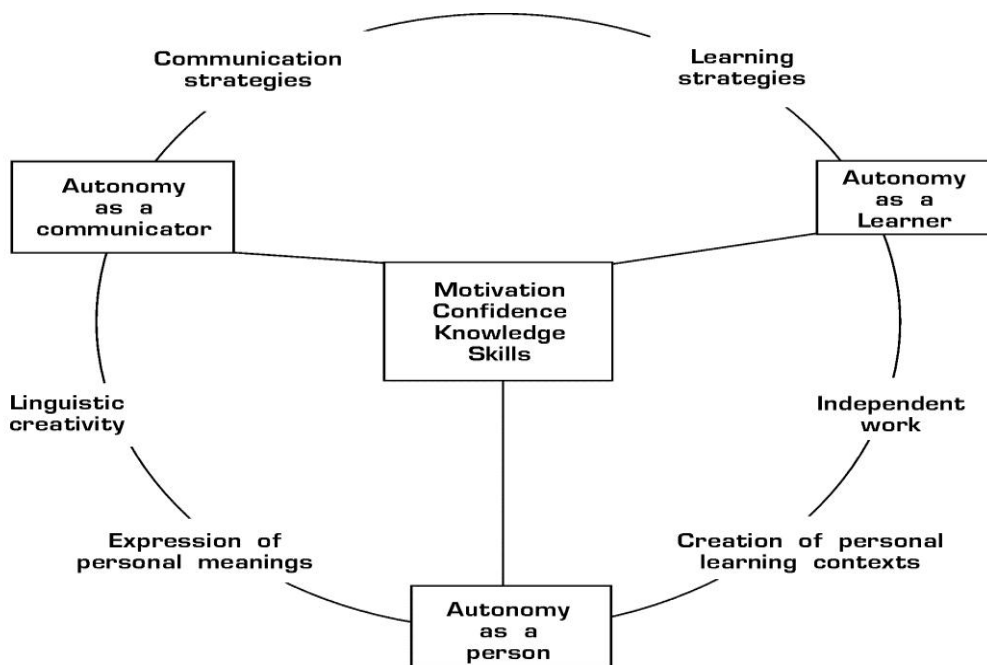 Communication
strategies
Learning
strategies
Autonomy
as a
communicator
Autonomy
as a
Learner
Motivation
Confidence
Knowledge
Skills
Linguistic
creativity
Independent
work
Expression of
personal meanings
Creation of personal
learning contexts
Autonomy
as a
person